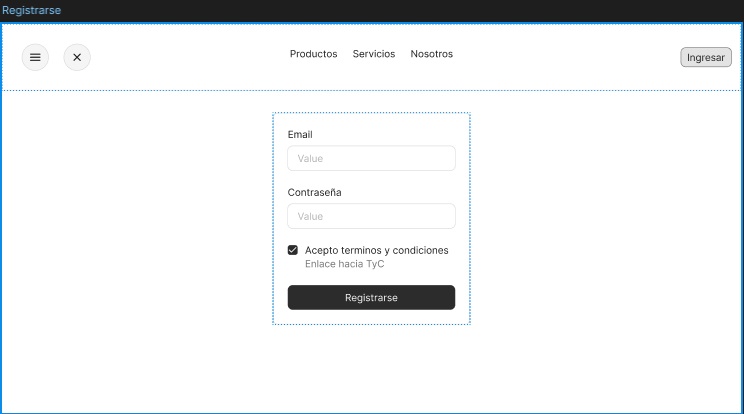 Registrarse
Productos Servicios Nosotros
Ingresar
Email
Value
Contraseña
Value
Acepto terminos y condiciones
Enlace hacia TyC
Registrarse